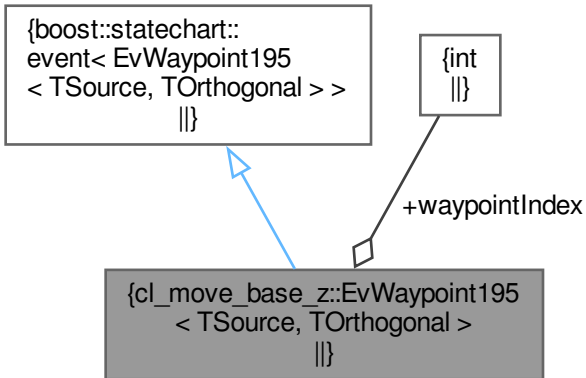 {boost::statechart::
event< EvWaypoint195
< TSource, TOrthogonal > >
||}
{int
||}
+waypointIndex
{cl_move_base_z::EvWaypoint195
< TSource, TOrthogonal >
||}